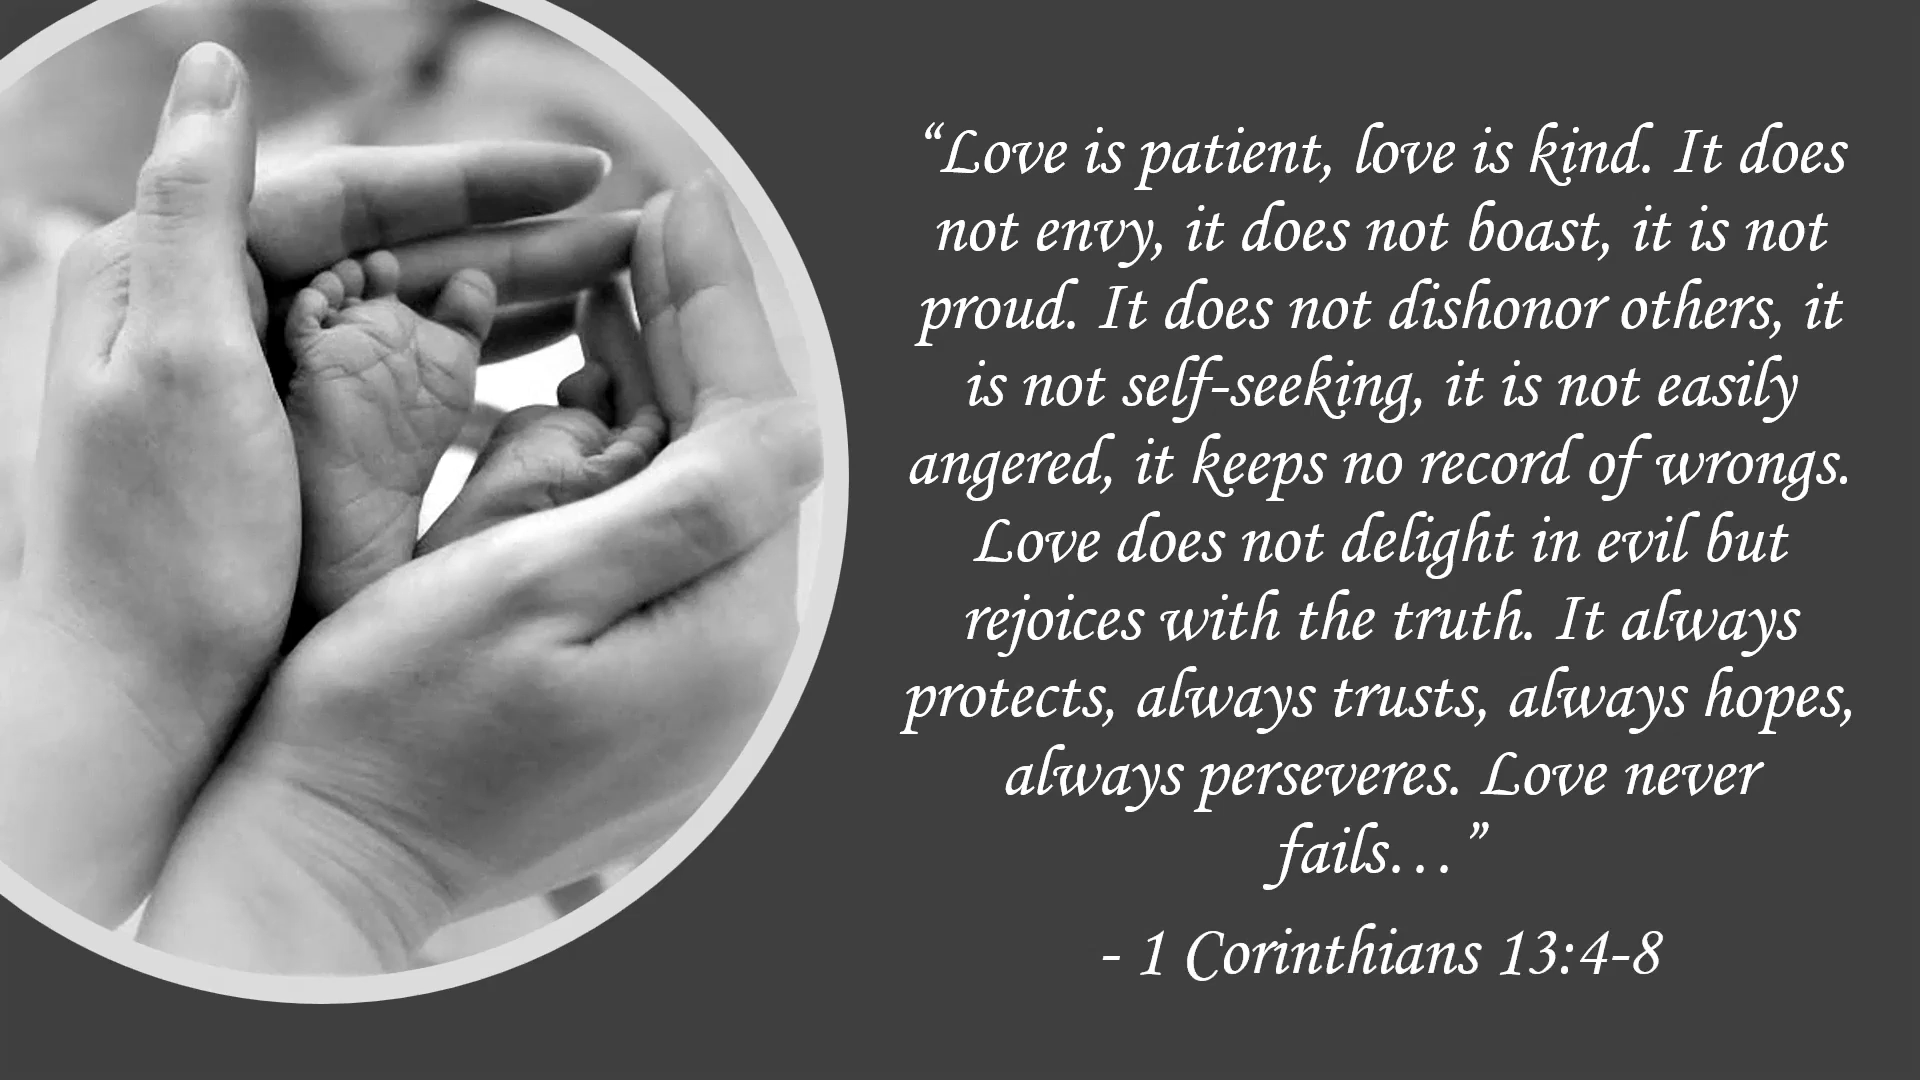 “Love is patient, love is kind. It does
not envy, it does not boast, it is not
proud. It does not dishonor others, it
is not self-seeking, it is not easily
angered, it keeps no record of wrongs.
Love does not delight in evil but
rejoices with the truth. It always
protects, always trusts, always hopes,
always perseveres. Love never
fails…”
- 1 Corinthians 13:4-8